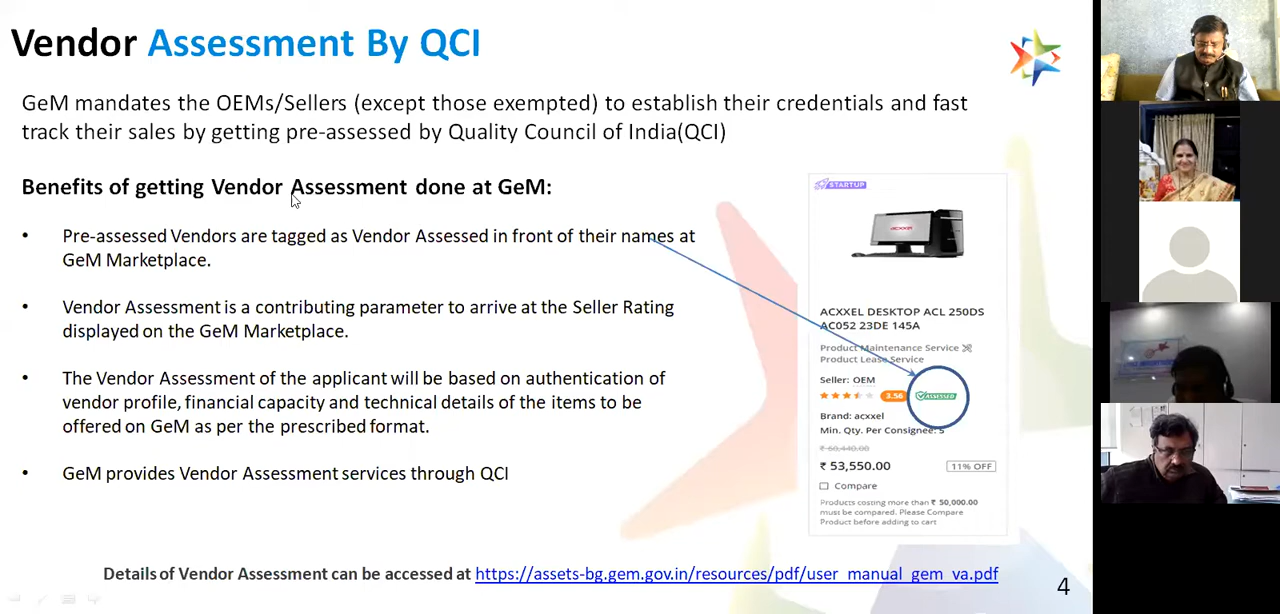 Vendor Assessment By QCI
GeM mandates the OEMs/Sellers (except those exempted) to establish their credentials and fast
track their sales by getting pre-assessed by Quality Council of India(QCI)
Benefits of getting Vendor Assessment done at GeM:
• Pre-assessed Vendors are tagged as Vendor Assessed in front of their names at
GeM Marketplace.
• Vendor Assessment is a contributing parameter to arrive at the Seller Rating
displayed on the GeM Marketplace.
• The Vendor Assessment of the applicant will be based on authentication of
vendor profile, financial capacity and technical details of the items to be
offered on GeM as per the prescribed format.
• GeM provides Vendor Assessment services through QCI
STARTUP
acxxel
ACXXEL DESKTOP ACL 250DS
AC052 23DE 145A
Product Maintenance Service
Product Lease Service
Seller: OEM
3.56 ASSESSED
Brand: acxxel
Min. Qty. Per Consignee: 5
₹ 60,440.00
₹ 53,550.00 11% OFF
Compare
Products costing more than ₹ 50,000.00
must be compared. Please Compare
Product before adding to cart
Details of Vendor Assessment can be accessed at https://assets-bg.gem.gov.in/resources/pdf/user_manual_gem_va.pdf
4